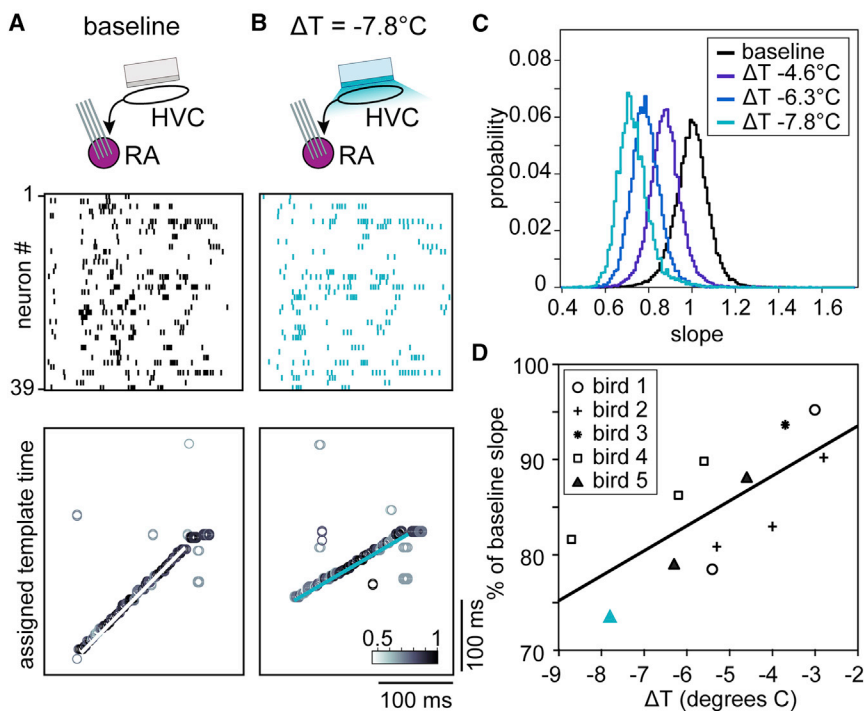 A
baseline
HVC
RA
1
neuron #
39
assigned template time
B
ΔT = -7.8°C
HVC
RA
0.5
1
100 ms
100 ms
C
probability
0.08
0.06
0.04
0.02
0
baseline
ΔT -4.6°C
ΔT -6.3°C
ΔT -7.8°C
0.4 0.6 0.8 1 1.2 1.4 1.6
slope
D
% of baseline slope
100
90
80
70
bird 1
bird 2
bird 3
bird 4
bird 5
-9 -8 -7 -6 -5 -4 -3 -2
ΔT (degrees C)